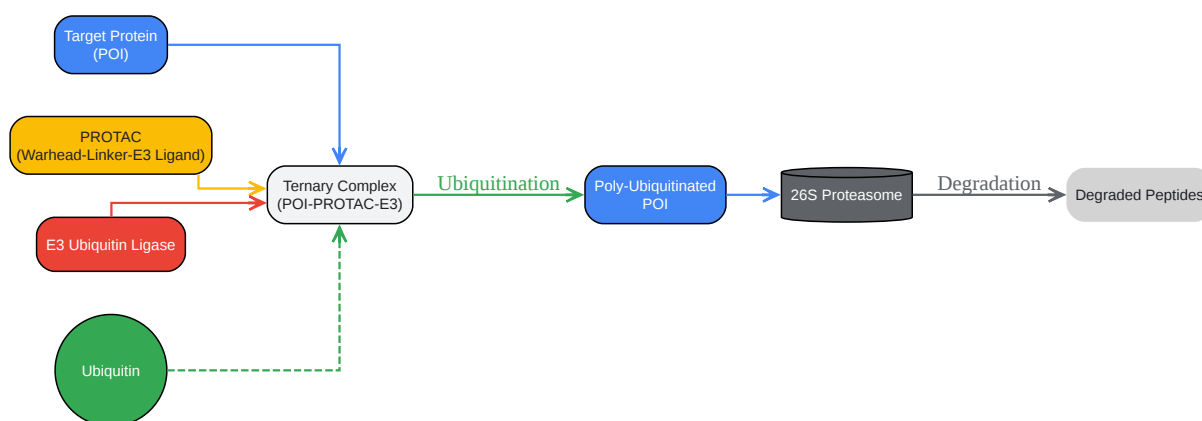 Target Protein
(POI)
PROTAC
(Warhead-Linker-E3 Ligand)
E3 Ubiquitin Ligase
Ubiquitin
Ternary Complex
(POI-PROTAC-E3)
Ubiquitination
Poly-Ubiquitinated
POI
26S Proteasome
Degradation
Degraded Peptides